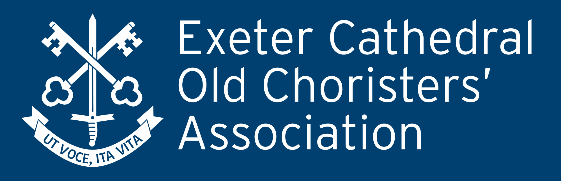 Exeter Cathedral
Old Choristers'
Association
UT VOCE, ITA VITA